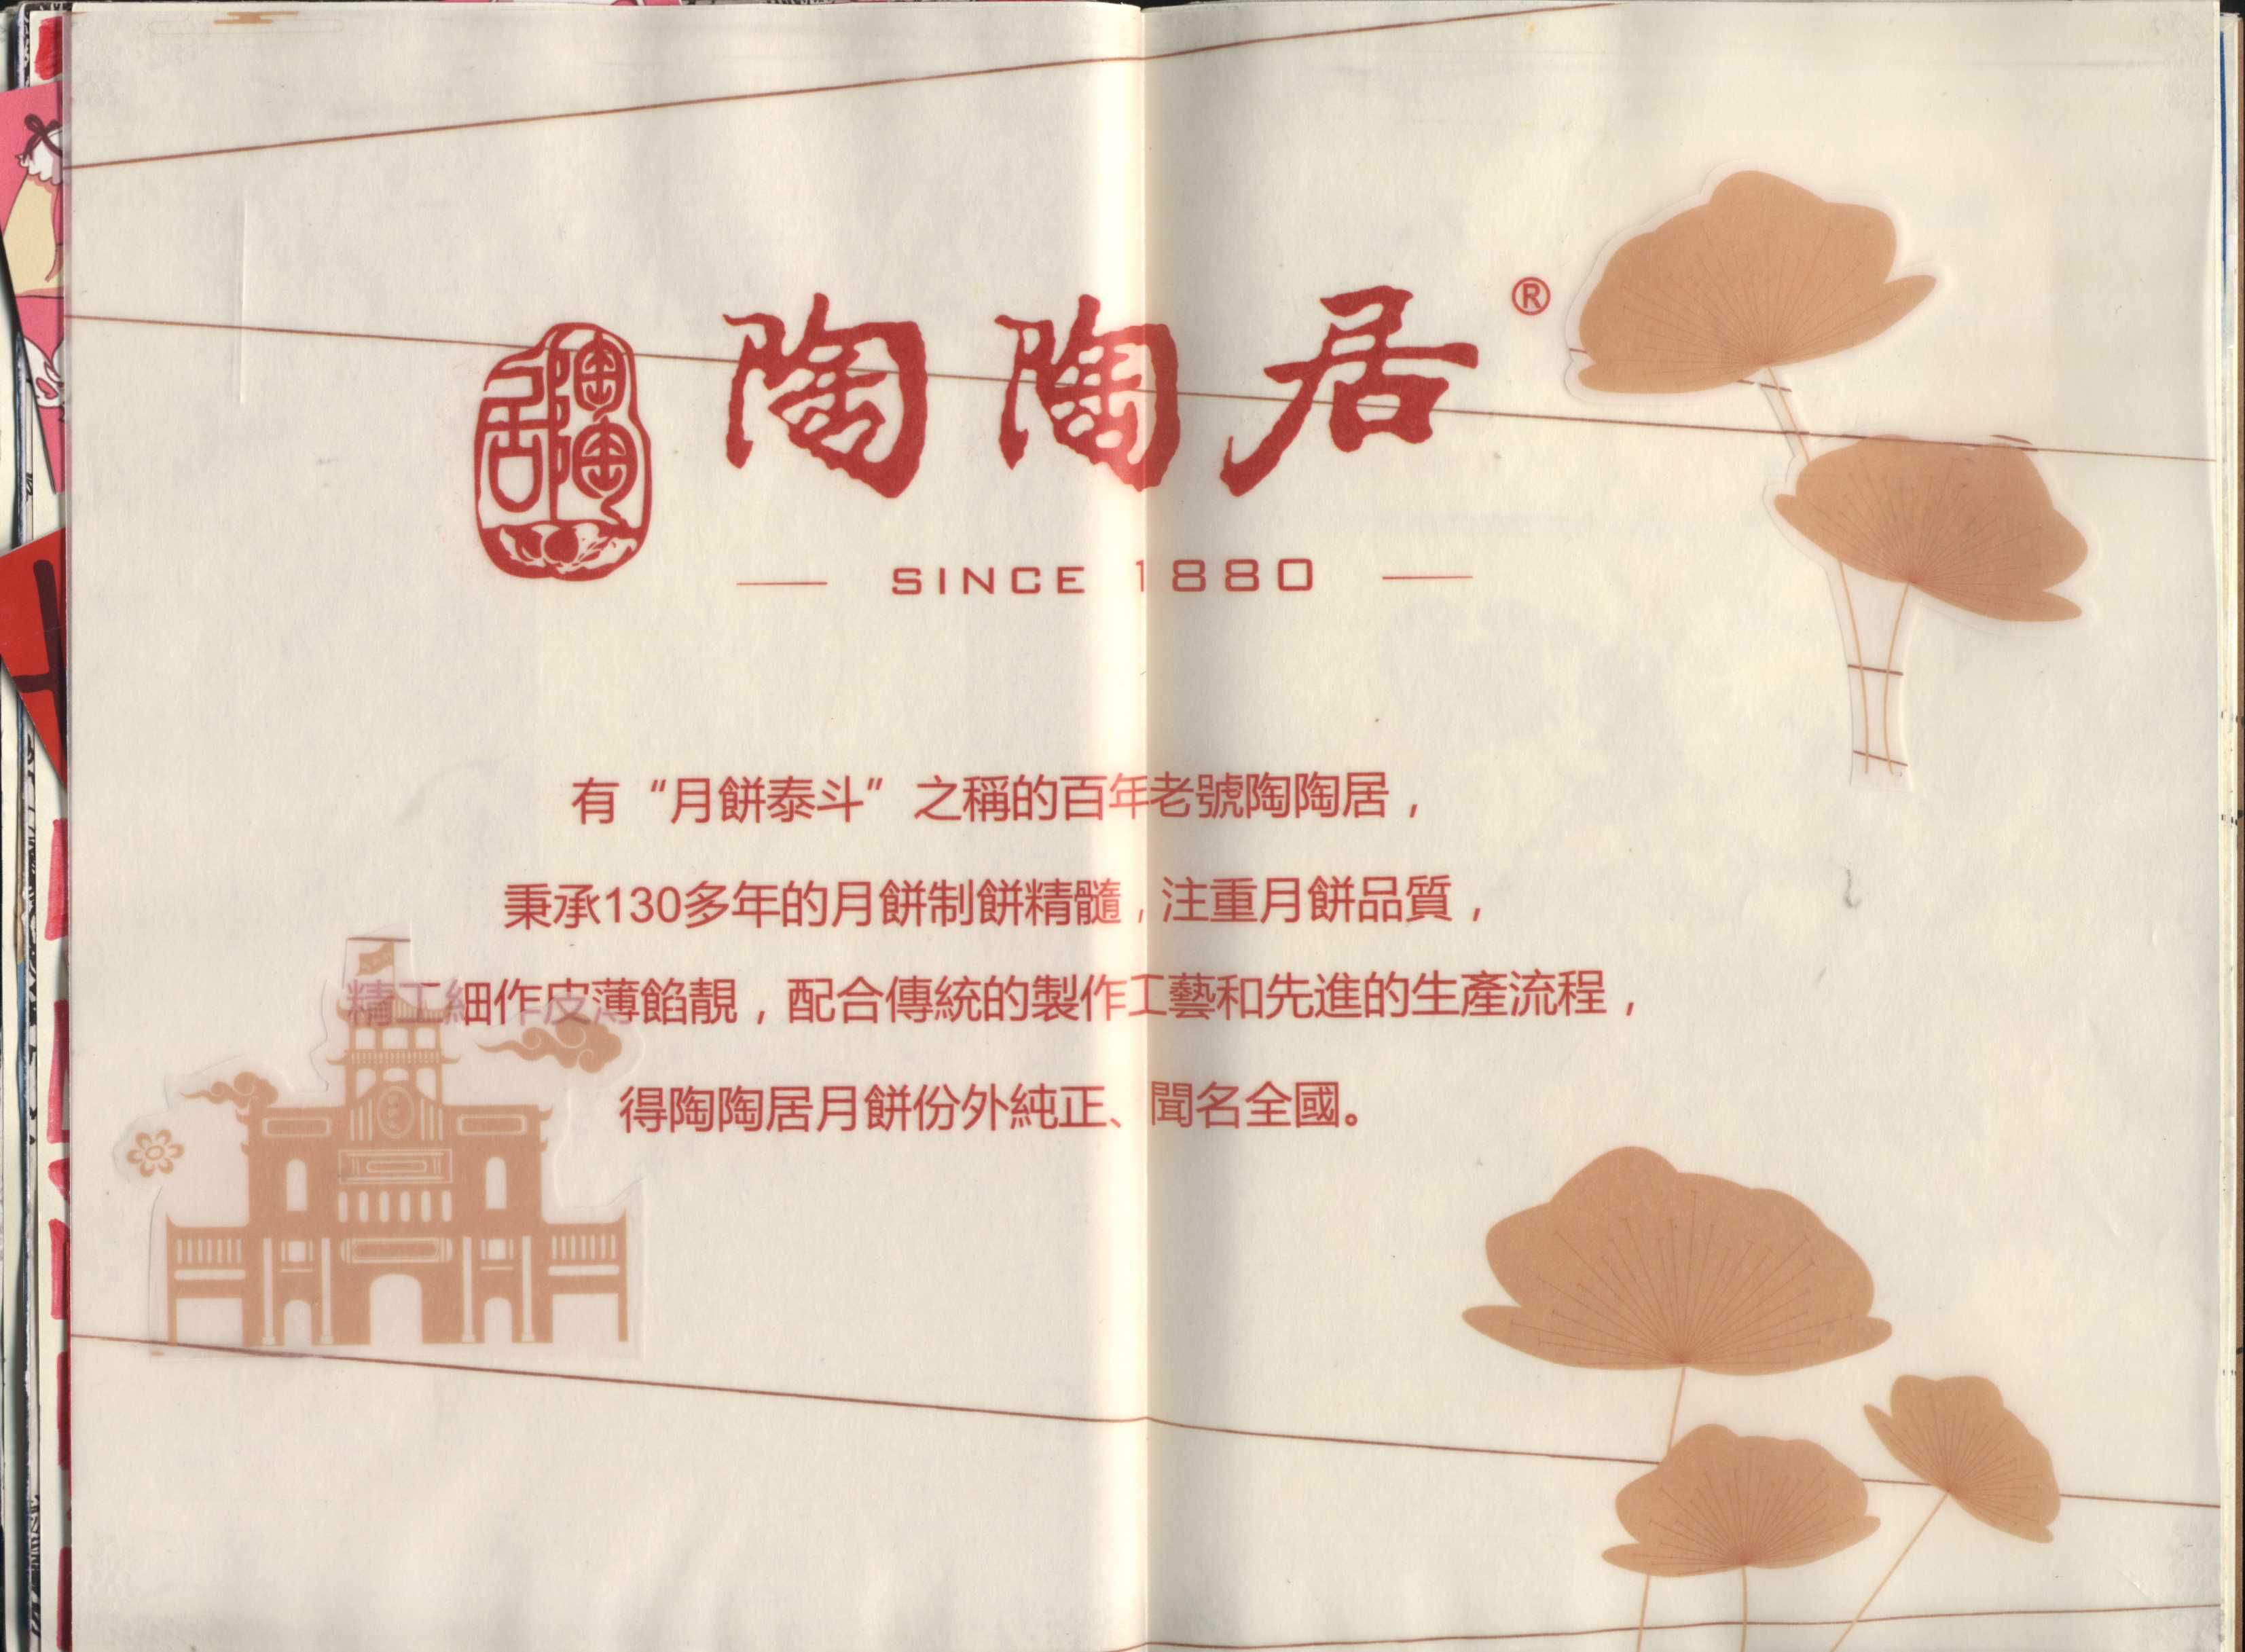 陶陶居
陶陶居®
SINCE 1880
有“月餅泰斗”之稱的百年老號陶陶居，
秉承130多年的月餅制餅精髓，注重月餅品質，
精工細作皮薄餡靚，配合傳統的製作工藝和先進的生產流程，
得陶陶居月餅份外純正、聞名全國。